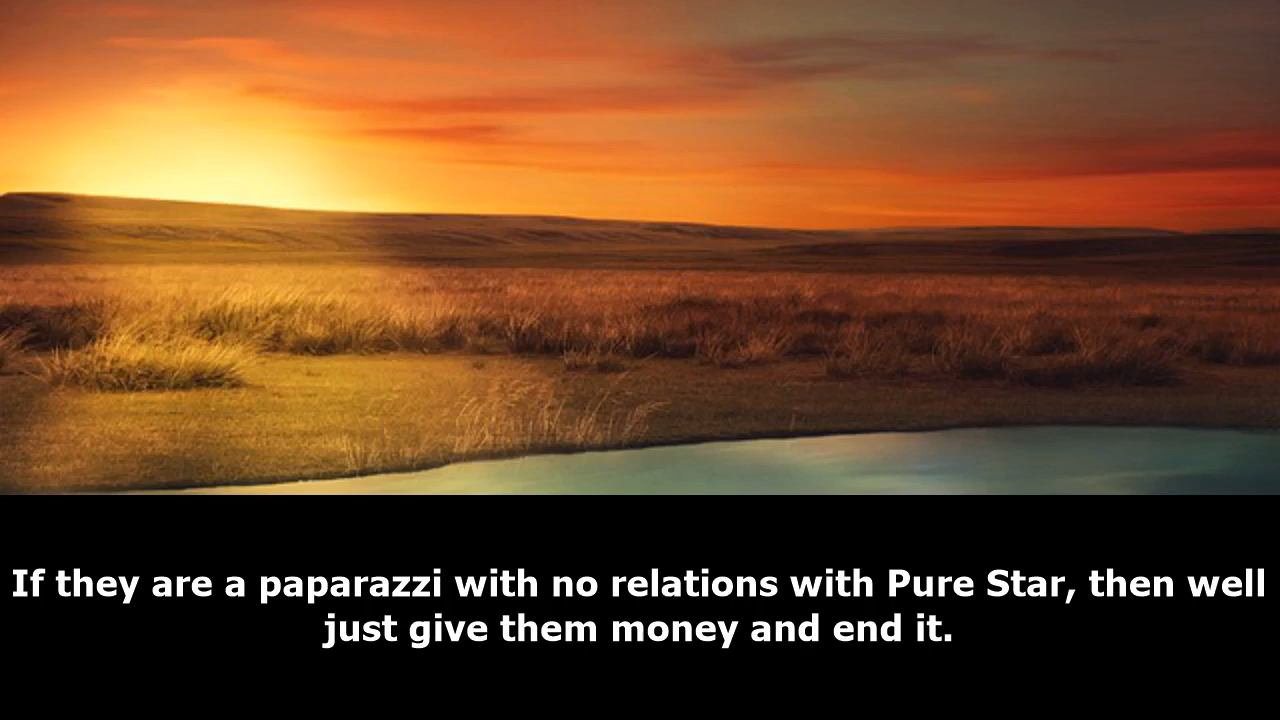 If they are a paparazzi with no relations with Pure Star, then well
just give them money and end it.